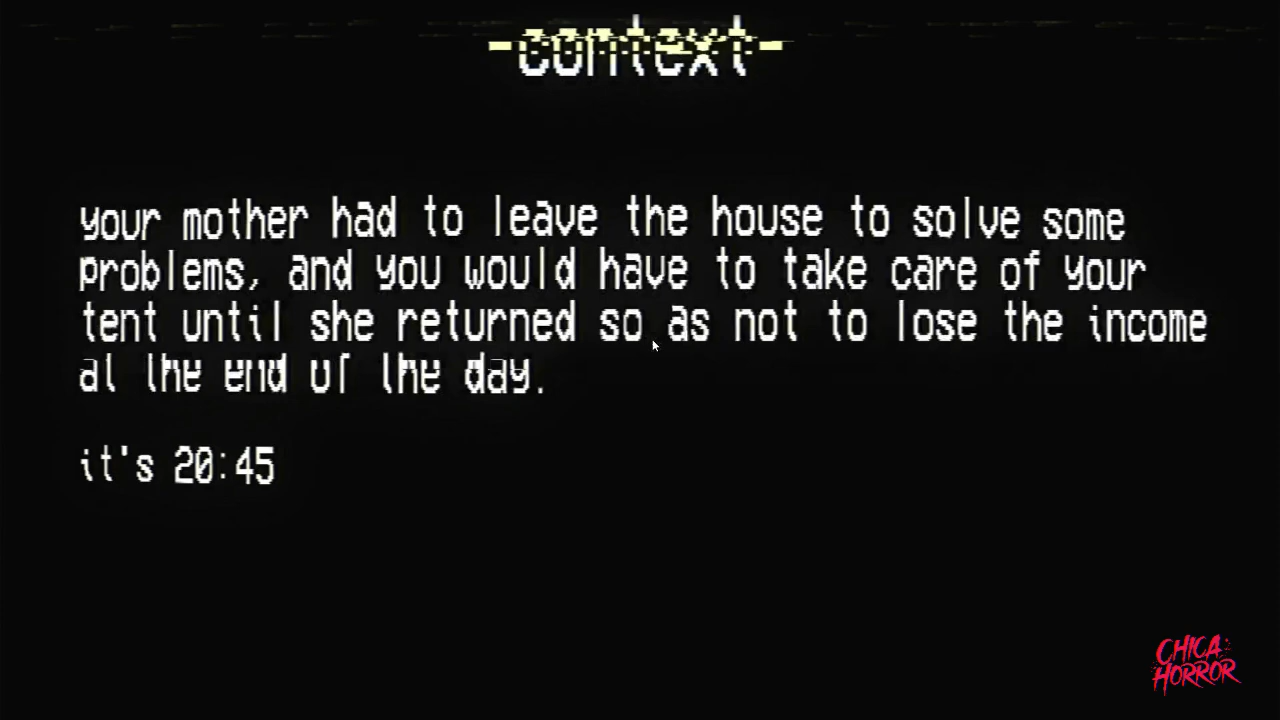 -context-
your mother had to leave the house to solve some
problems, and you would have to take care of your
tent until she returned so as not to lose the income
at the end of the day.
it's 20:45
CHICA
HORROR